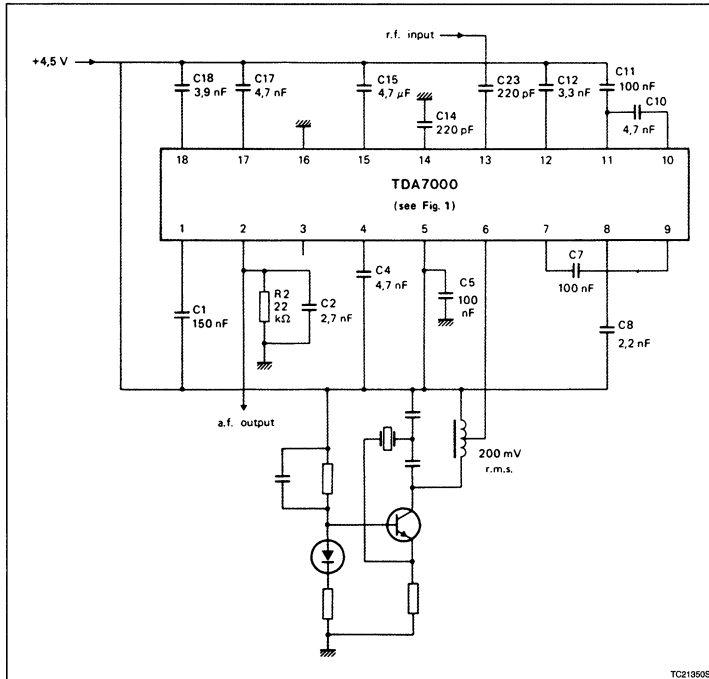 r.f. input
+4,5 V
C18
3,9 nF
C17
4,7 nF
C15
4,7 µF
C14
220 pF
C23
220 pF
C12
3,3 nF
C11
100 nF
C10
4,7 nF
18 17 16 15 14 13 12 11 10
TDA7000
(see Fig. 1)
1 2 3 4 5 6 7 8 9
C1
150 nF
R2
22
kΩ
C2
2,7 nF
C4
4,7 nF
C5
100
nF
C7
100 nF
C8
2,2 nF
a.f. output
200 mV
r.m.s.
TC21350S